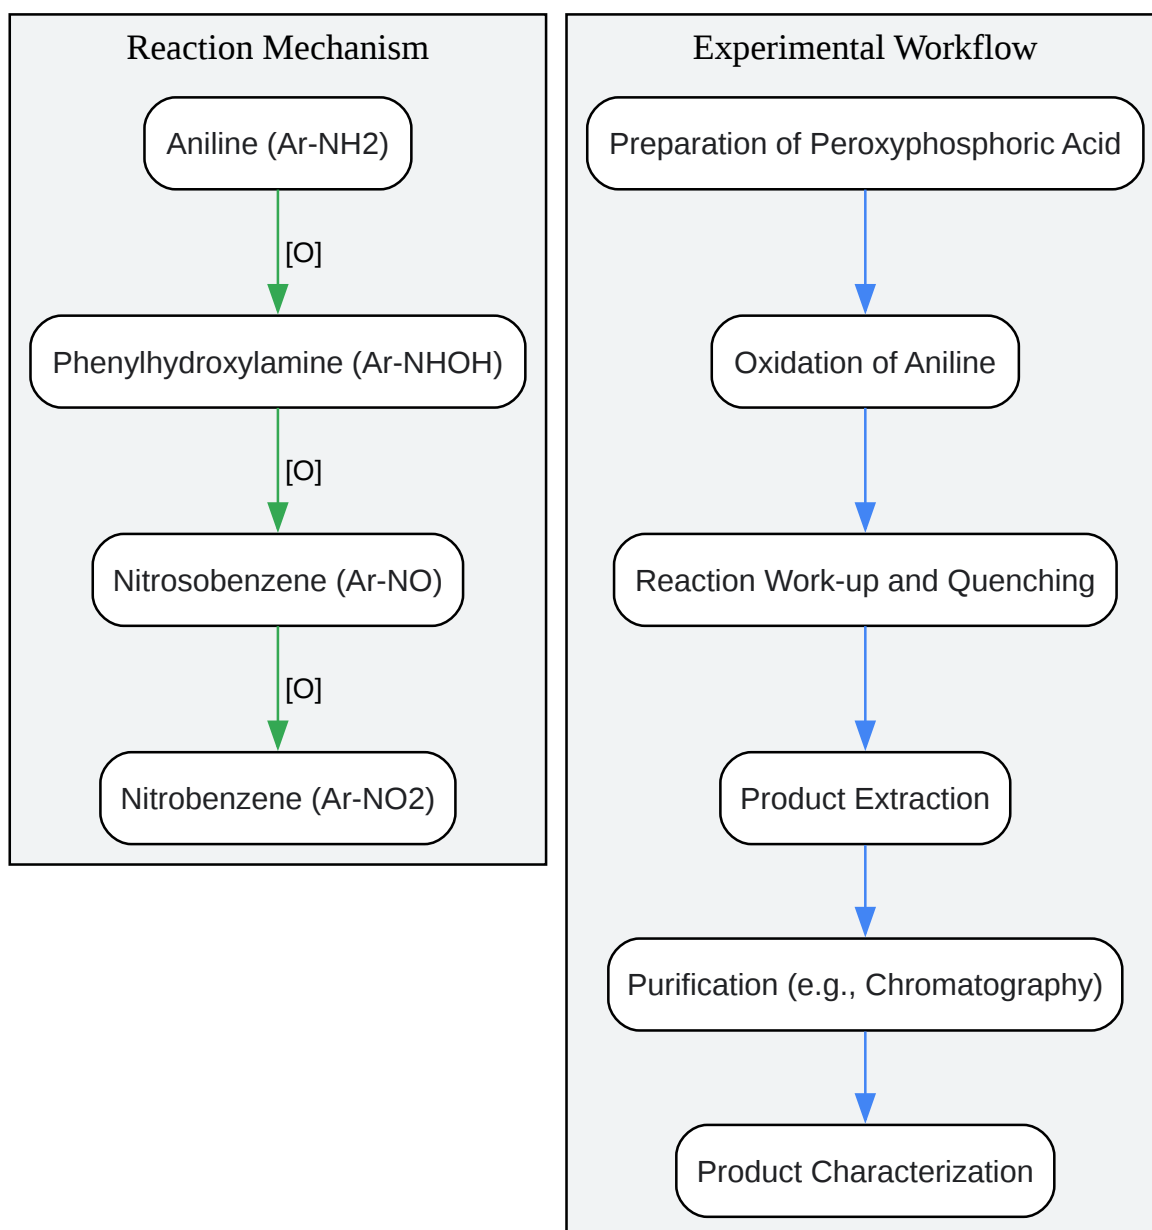 Reaction Mechanism
Aniline (Ar-NH2)
[O]
Phenylhydroxylamine (Ar-NHOH)
[O]
Nitrosobenzene (Ar-NO)
[O]
Nitrobenzene (Ar-NO2)
Experimental Workflow
Preparation of Peroxyphosphoric Acid
Oxidation of Aniline
Reaction Work-up and Quenching
Product Extraction
Purification (e.g., Chromatography)
Product Characterization